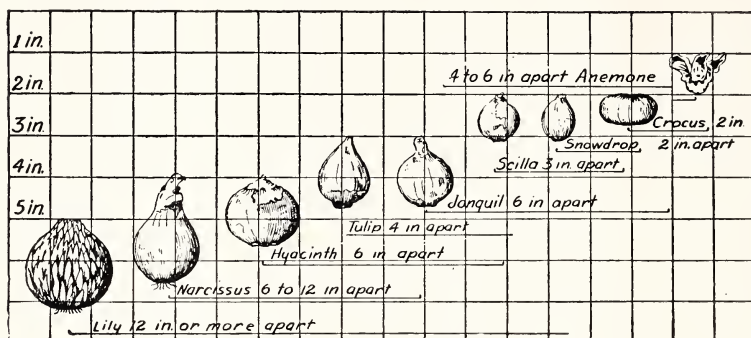 1 in.
2 in.
3 in.
4 in.
5 in.
4 to 6 in apart Anemone
Crocus, 2 in.
Snowdrop, 2 in. apart
Scilla 3 in. apart
Jonquil 6 in apart
Tulip 4 in apart
Hyacinth 6 in apart
Narcissus 6 to 12 in apart
Lily 12 in. or more apart